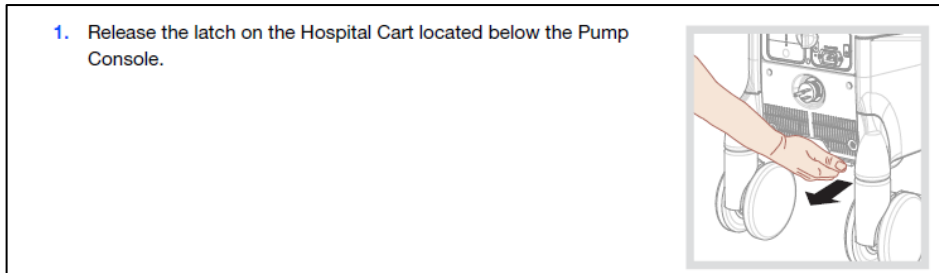 1. Release the latch on the Hospital Cart located below the Pump
Console.